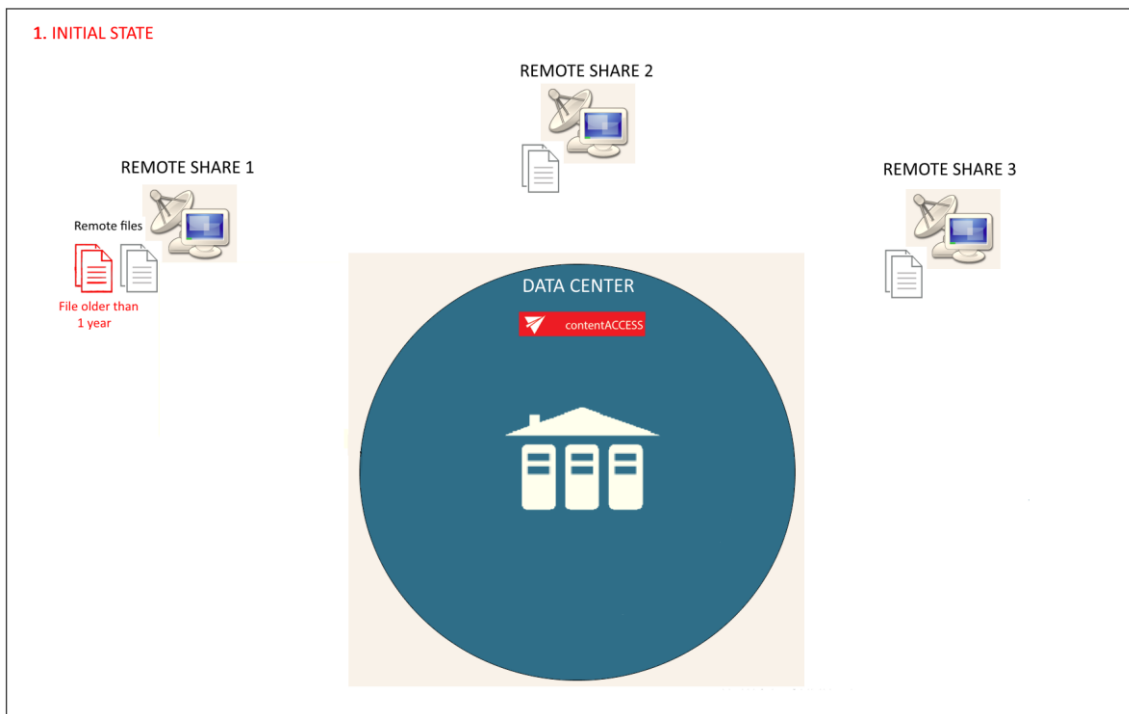 1. INITIAL STATE
REMOTE SHARE 2
REMOTE SHARE 1
REMOTE SHARE 3
Remote files
File older than
1 year
DATA CENTER
contentACCESS